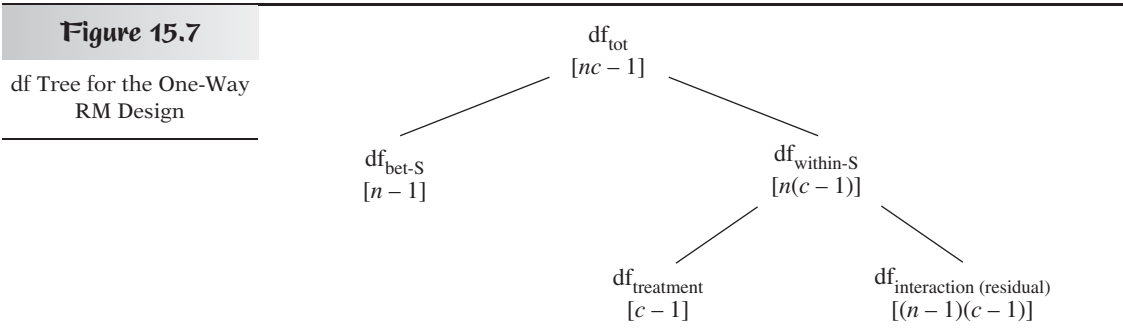 Figure 15.7
df Tree for the One-Way
RM Design
df_tot
[nc – 1]
df_bet-S
[n – 1]
df_within-S
[n(c – 1)]
df_treatment
[c – 1]
df_interaction (residual)
[(n – 1)(c – 1)]